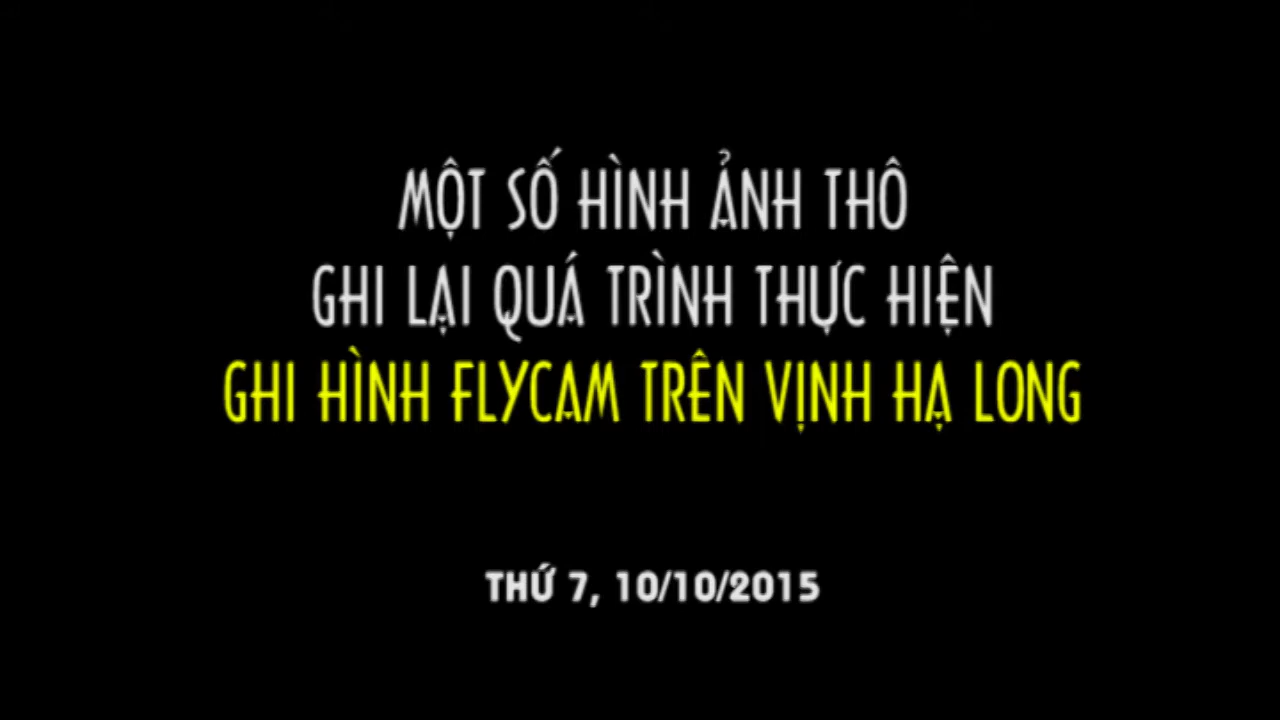 MỘT SỐ HÌNH ẢNH THÔ
GHI LẠI QUÁ TRÌNH THỰC HIỆN
GHI HÌNH FLYCAM TRÊN VỊNH HẠ LONG
THỨ 7, 10/10/2015